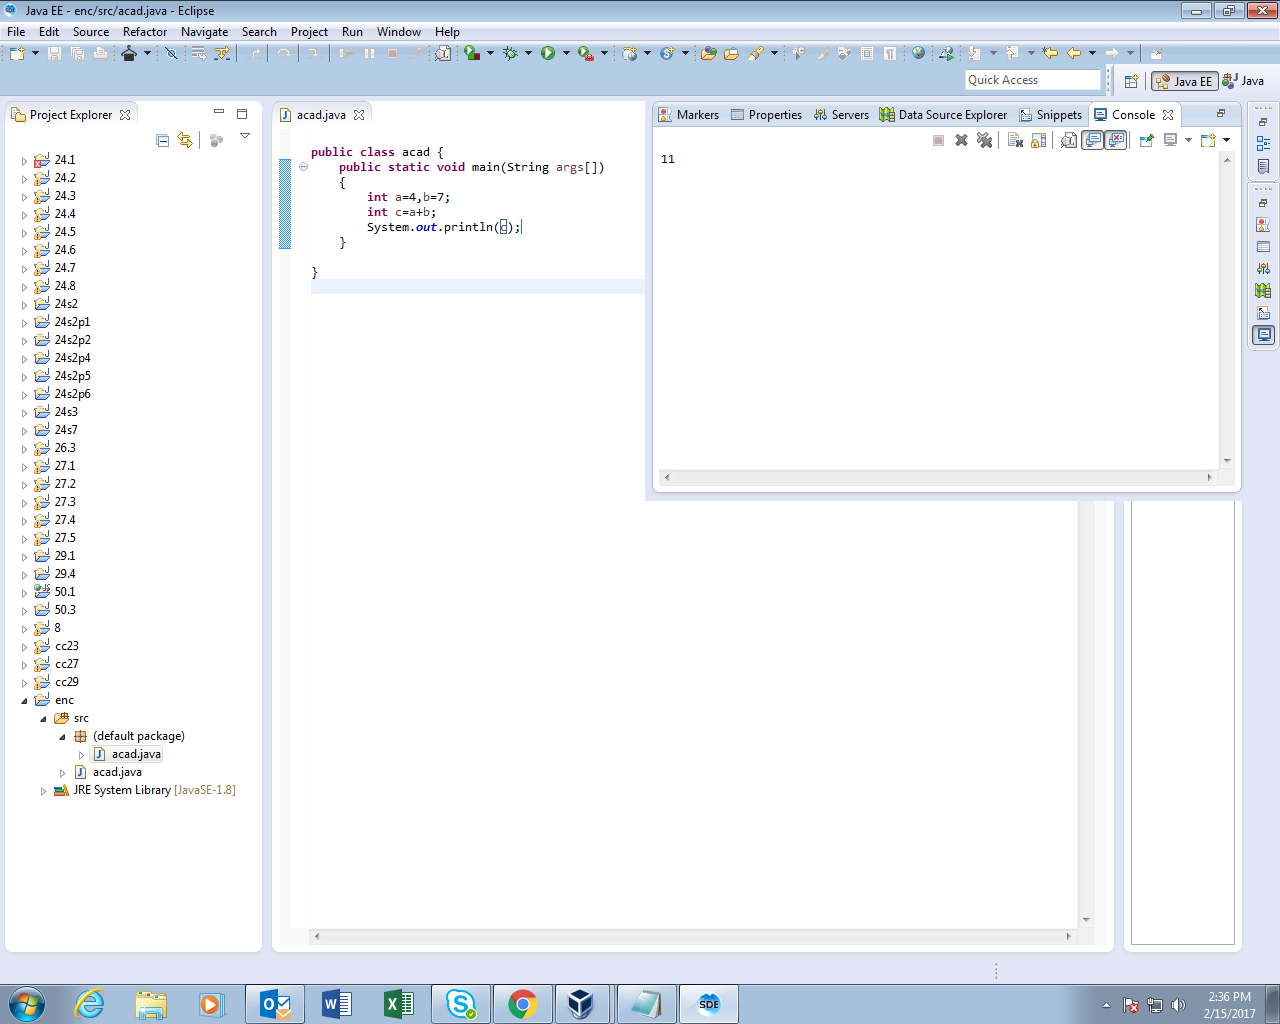 Java EE - enc/src/acad.java - Eclipse
File Edit Source Refactor Navigate Search Project Run Window Help
Quick Access
Java EE
Java
Project Explorer
24.1
24.2
24.3
24.4
24.5
24.6
24.7
24.8
24s2
24s2p1
24s2p2
24s2p4
24s2p5
24s2p6
24s3
24s7
26.3
27.1
27.2
27.3
27.4
27.5
29.1
29.4
50.1
50.3
8
cc23
cc27
cc29
enc
src
(default package)
acad.java
acad.java
JRE System Library [JavaSE-1.8]
acad.java
public class acad {
public static void main(String args[])
{
int a=4,b=7;
int c=a+b;
System.out.println(c);
}
}
Markers Properties Servers Data Source Explorer Snippets Console
11
SDE
2:36 PM
2/15/2017